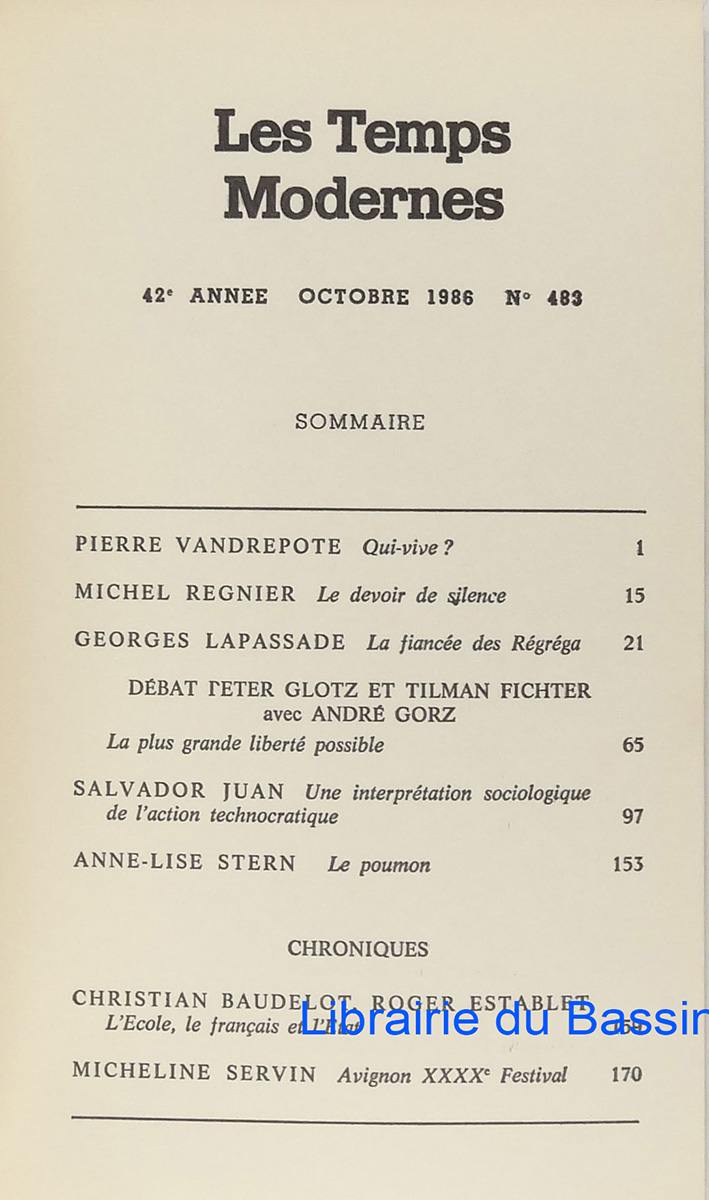 Les Temps
Modernes
42e ANNEE OCTOBRE 1986 No 483
SOMMAIRE
PIERRE VANDREPOTE Qui-vive ? 1
MICHEL REGNIER Le devoir de silence 15
GEORGES LAPASSADE La fiancée des Régréga 21
DÉBAT PETER GLOTZ ET TILMAN FICHTER
avec ANDRÉ GORZ
La plus grande liberté possible 65
SALVADOR JUAN Une interprétation sociologique
de l'action technocratique 97
ANNE-LISE STERN Le poumon 153
CHRONIQUES
CHRISTIAN BAUDELOT, ROGER ESTABLET
L'Ecole, le français et l'Etat
Librairie du Bassin
MICHELINE SERVIN Avignon XXXXe Festival 170